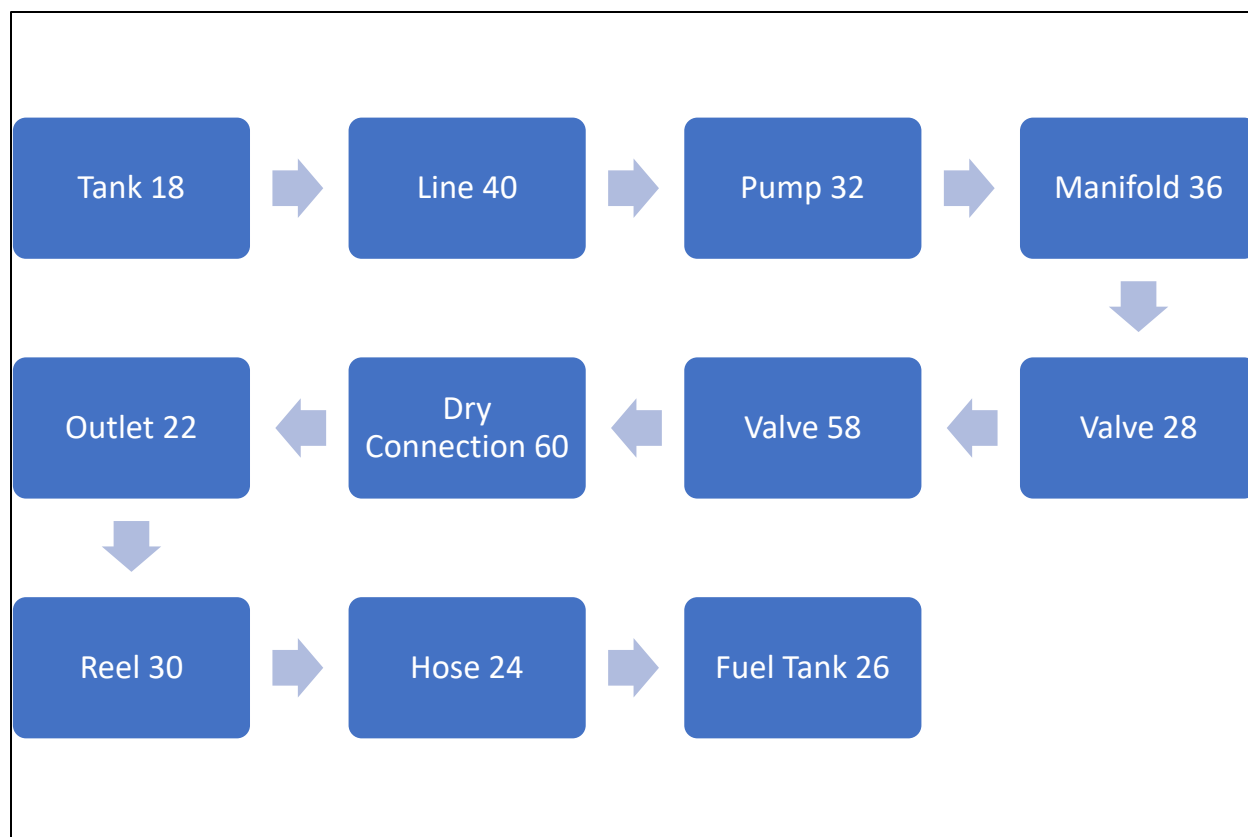 Tank 18
Line 40
Pump 32
Manifold 36
Outlet 22
Dry
Connection 60
Valve 58
Valve 28
Reel 30
Hose 24
Fuel Tank 26